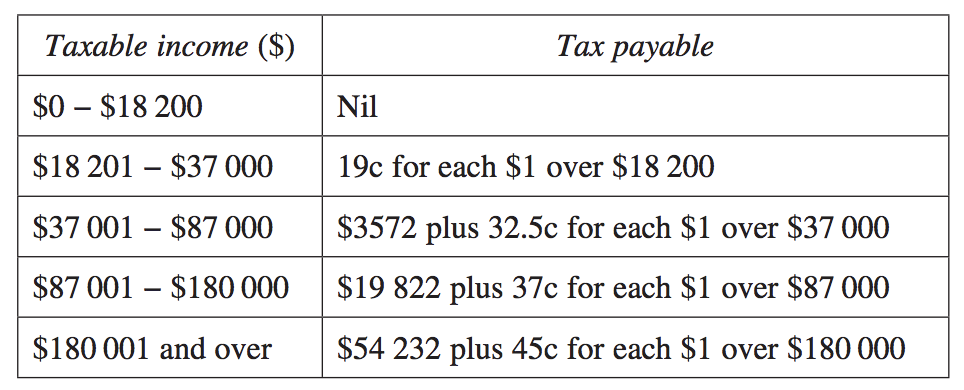 Taxable income ($) Tax payable
$0 – $18 200 Nil
$18 201 – $37 000 19c for each $1 over $18 200
$37 001 – $87 000 $3572 plus 32.5c for each $1 over $37 000
$87 001 – $180 000 $19 822 plus 37c for each $1 over $87 000
$180 001 and over $54 232 plus 45c for each $1 over $180 000